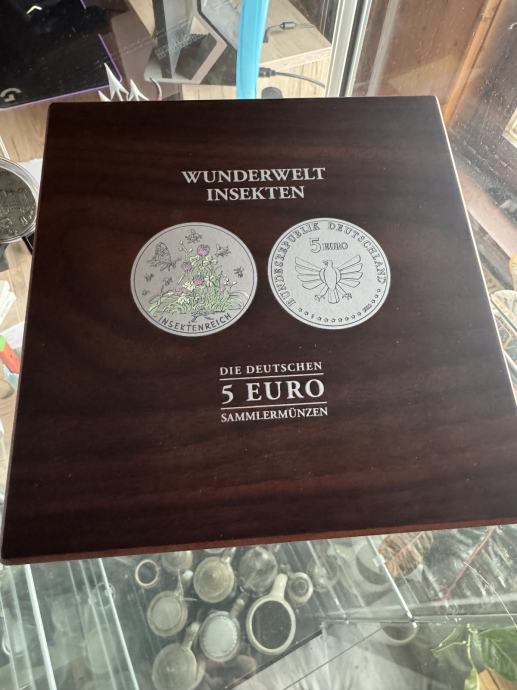 WUNDERWELT
INSEKTEN
INSEKTENREICH
BUNDESREPUBLIK DEUTSCHLAND
5 EURO
DIE DEUTSCHEN
5 EURO
SAMMLERMÜNZEN